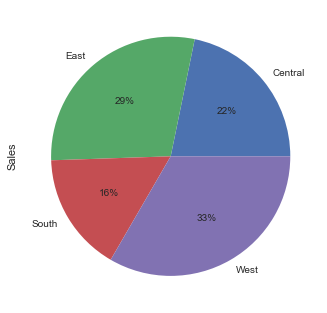 East
Central
29%
22%
Sales
16%
33%
South
West